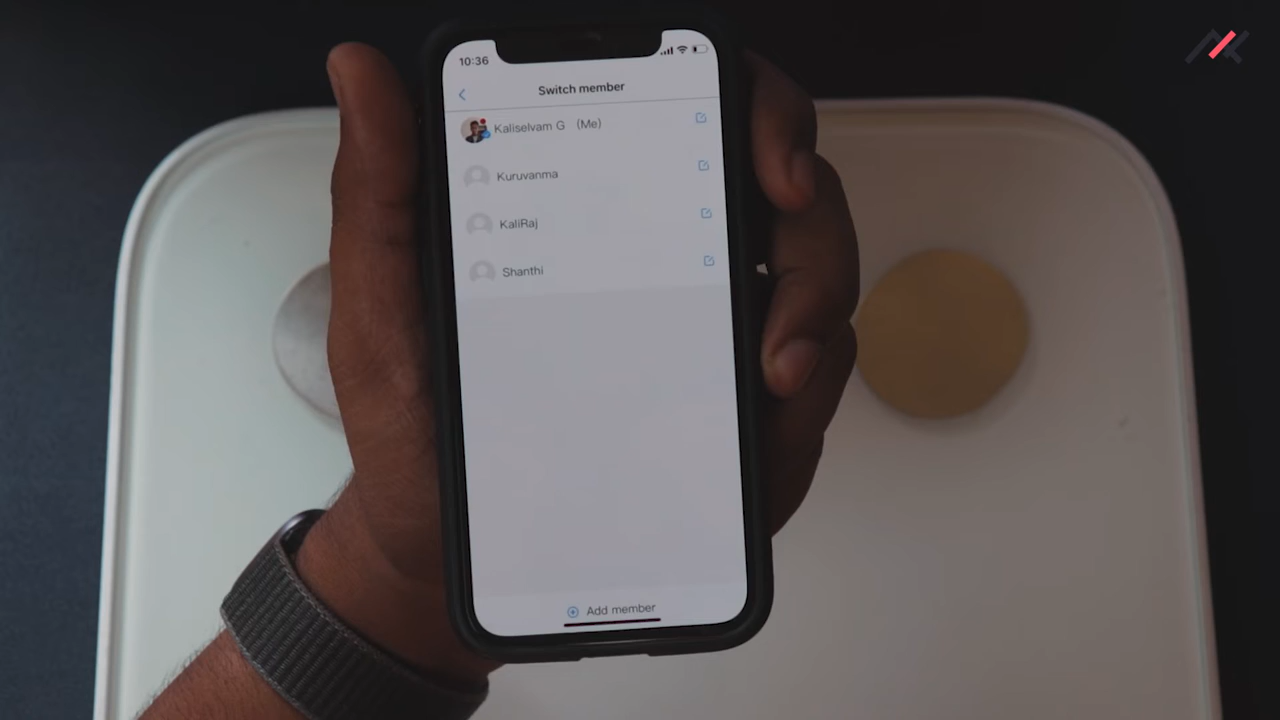 10:36
Switch member
Kaliselvam G (Me)
Kuruvanma
KaliRaj
Shanthi
Add member